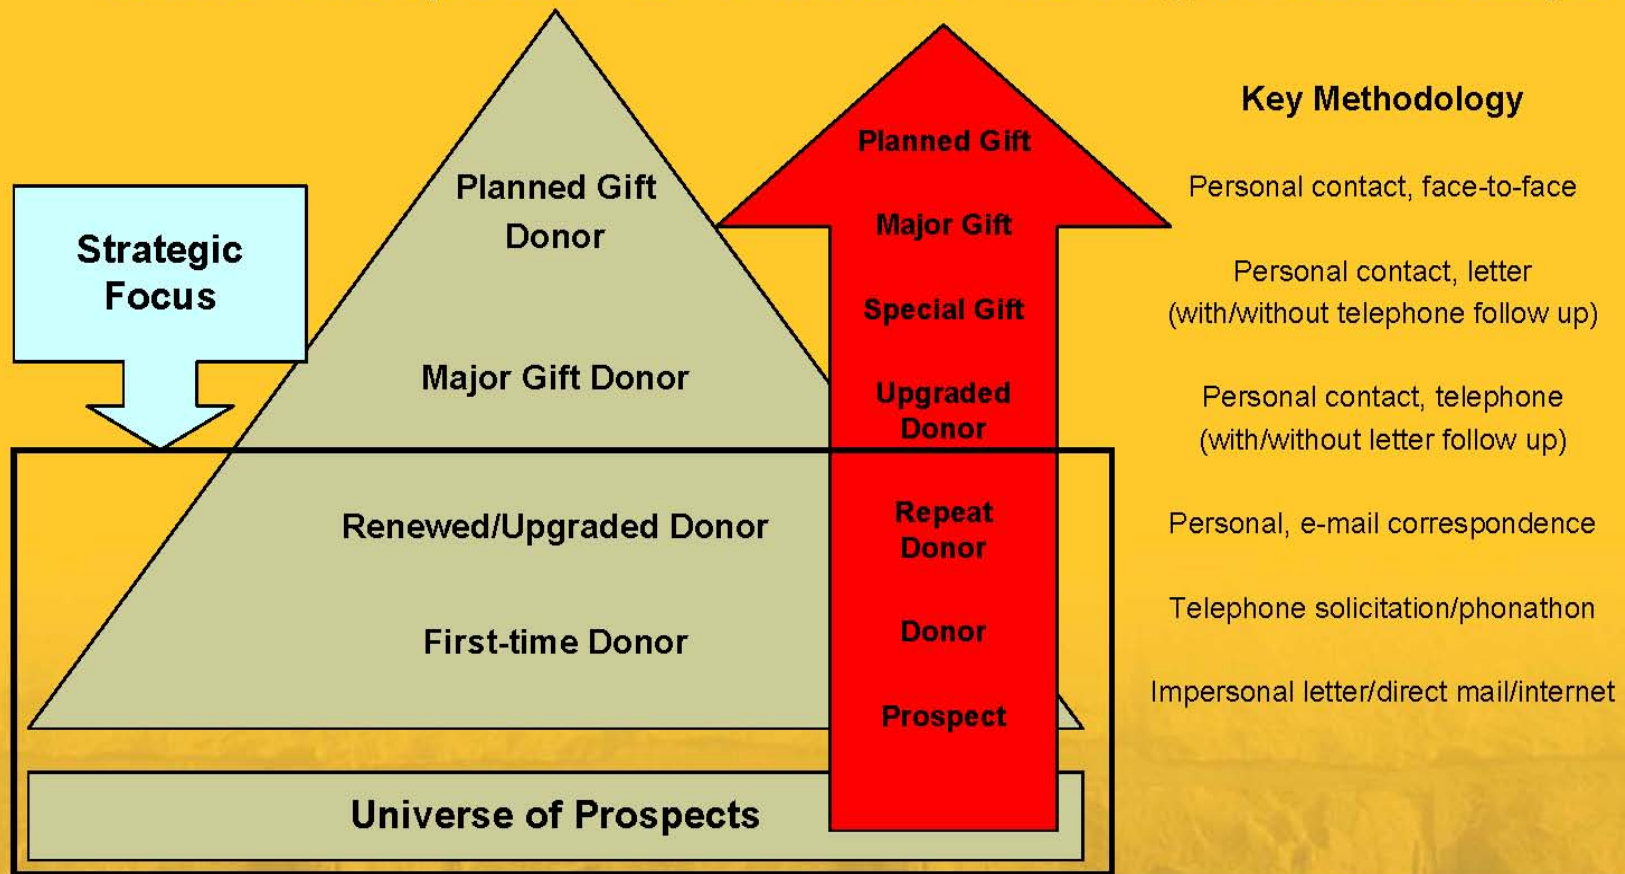 Strategic
Focus
Planned Gift
Donor
Major Gift Donor
Renewed/Upgraded Donor
First-time Donor
Universe of Prospects
Planned Gift
Major Gift
Special Gift
Upgraded
Donor
Repeat
Donor
Donor
Prospect
Key Methodology
Personal contact, face-to-face
Personal contact, letter
(with/without telephone follow up)
Personal contact, telephone
(with/without letter follow up)
Personal, e-mail correspondence
Telephone solicitation/phonathon
Impersonal letter/direct mail/internet